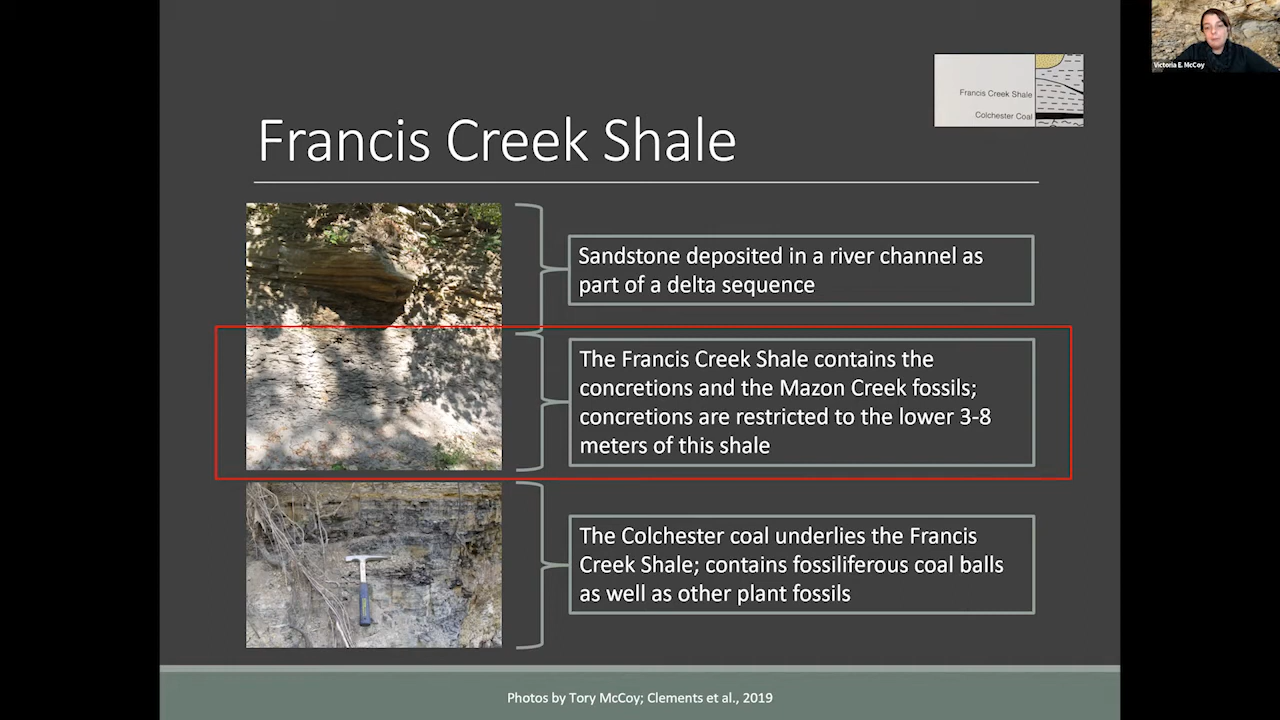 Victoria E. McCoy
Francis Creek Shale
Colchester Coal
Francis Creek Shale
Sandstone deposited in a river channel as
part of a delta sequence
The Francis Creek Shale contains the
concretions and the Mazon Creek fossils;
concretions are restricted to the lower 3-8
meters of this shale
The Colchester coal underlies the Francis
Creek Shale; contains fossiliferous coal balls
as well as other plant fossils
Photos by Tory McCoy; Clements et al., 2019